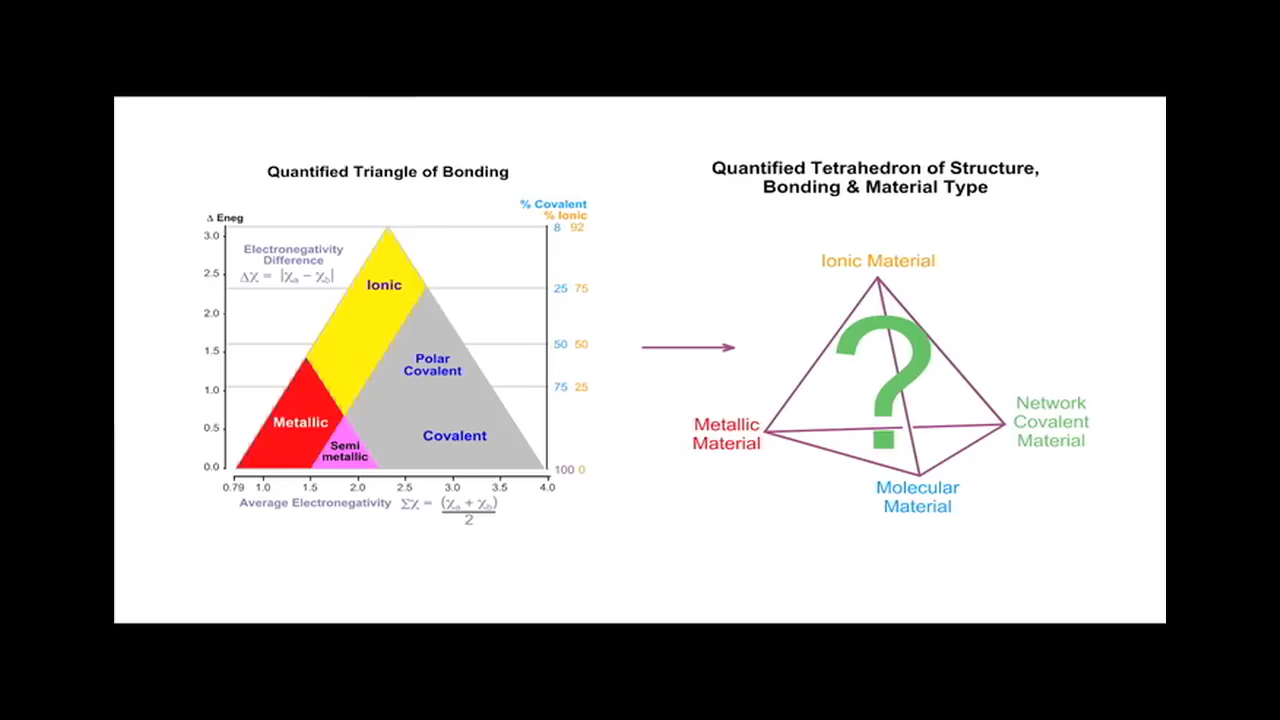 Quantified Triangle of Bonding
% Covalent
% Ionic
Δ Eneg
8 92
3.0
Electronegativity
Difference
Δχ = |χa − χb|
2.5
Ionic
25 75
2.0
50 50
1.5
Polar
Covalent
1.0
75 25
0.5
Metallic
Semi
metallic
Covalent
0.0
100 0
0.79 1.0 1.5 2.0 2.5 3.0 3.5 4.0
Average Electronegativity Σχ = (χa + χb)
2
Quantified Tetrahedron of Structure,
Bonding & Material Type
Ionic Material
?
Metallic
Material
Network
Covalent
Material
Molecular
Material